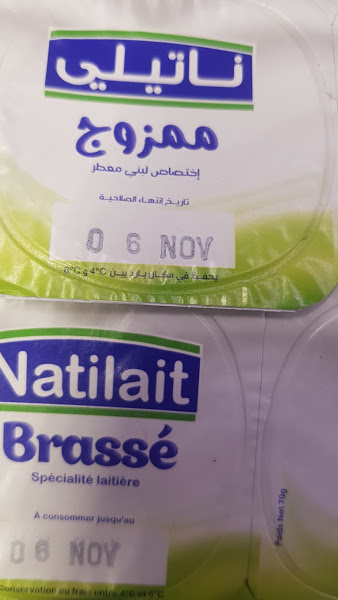 ناتيلي
ممزوج
إختصاص لبني معطر
تاريخ إنتهاء الصلاحية
0 6 NOV
يحفظ في مكان بارد بين 4°C و 6°C
Natilait
Brassé
Spécialité laitière
A consommer jusqu'au
0 6 NOV
Conservation au frais entre 4°C et 6°C
Poids Net 70g